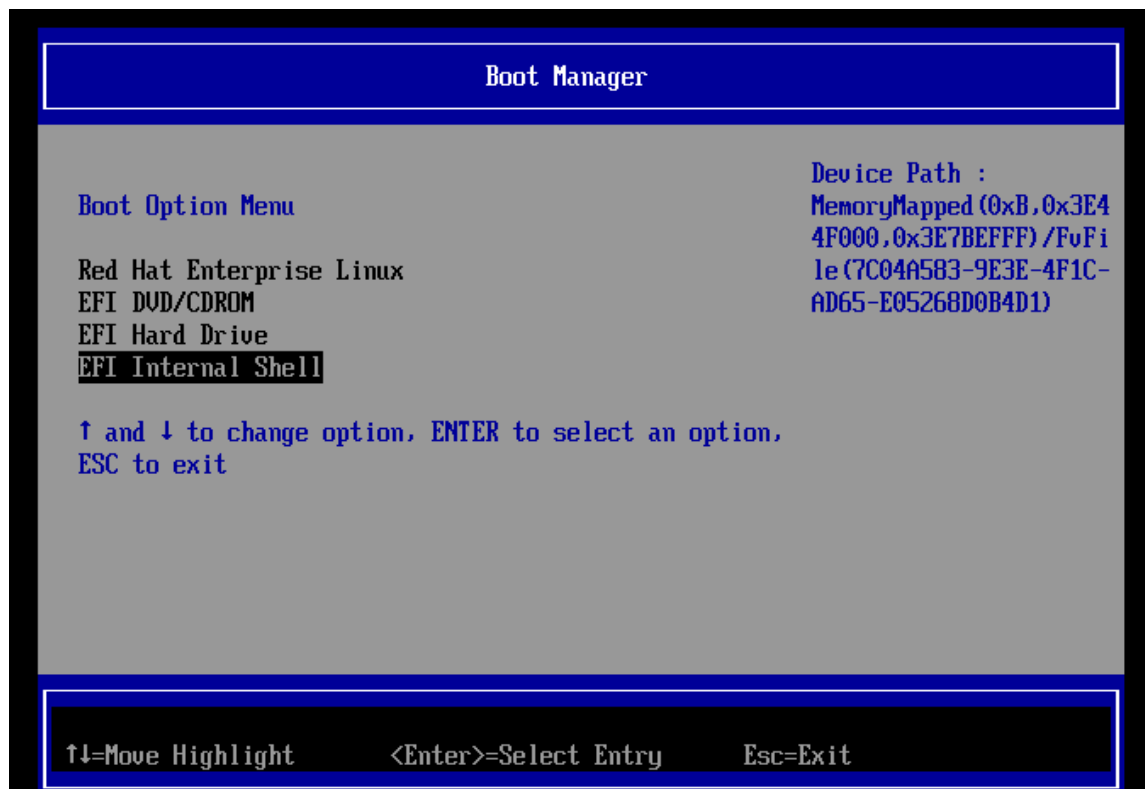 Boot Manager
Boot Option Menu
Red Hat Enterprise Linux
EFI DVD/CDROM
EFI Hard Drive
EFI Internal Shell
↑ and ↓ to change option, ENTER to select an option,
ESC to exit
Device Path :
MemoryMapped(0xB,0x3E4
4F000,0x3E7BEFFF)/FvFi
le(7C04A583-9E3E-4F1C-
AD65-E05268D0B4D1)
↑↓=Move Highlight <Enter>=Select Entry Esc=Exit